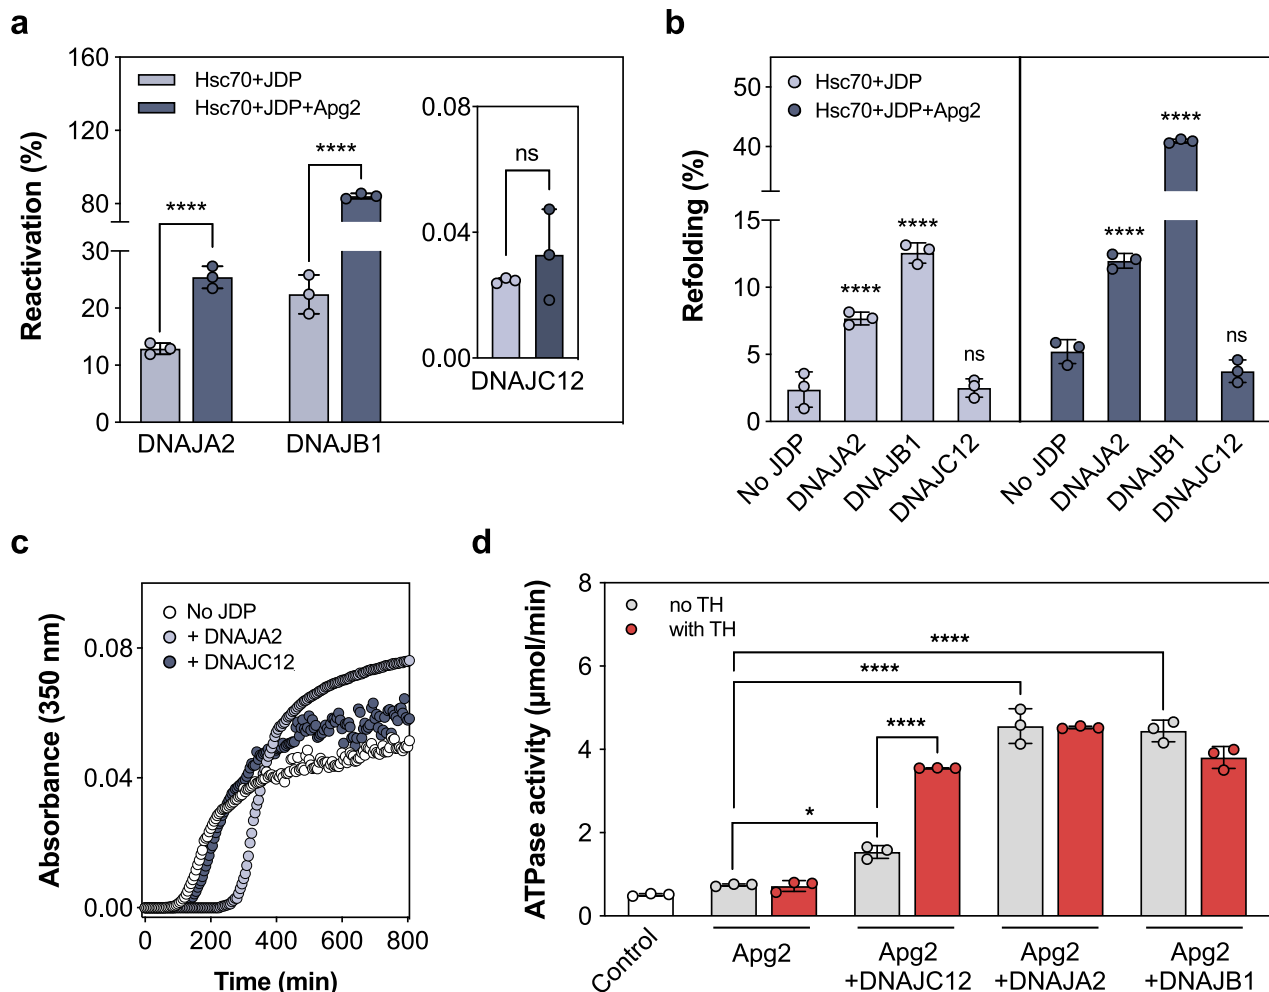 a
160
120
80
30
20
10
0
Reactivation (%)
Hsc70+JDP
Hsc70+JDP+Apg2
****
****
DNAJA2
DNAJB1
0.08
0.04
0.00
ns
DNAJC12
b
50
40
15
10
5
0
Refolding (%)
Hsc70+JDP
Hsc70+JDP+Apg2
****
****
ns
****
****
ns
No JDP
DNAJA2
DNAJB1
DNAJC12
No JDP
DNAJA2
DNAJB1
DNAJC12
c
No JDP
+ DNAJA2
+ DNAJC12
0.08
0.04
0.00
Absorbance (350 nm)
0
200
400
600
800
Time (min)
d
8
6
4
2
0
ATPase activity (µmol/min)
no TH
with TH
****
****
****
*
Control
Apg2
Apg2
+DNAJC12
Apg2
+DNAJA2
Apg2
+DNAJB1